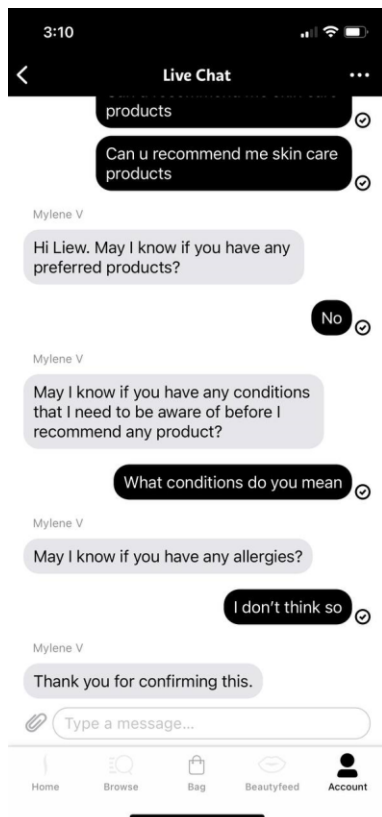 3:10
Live Chat
products
Can u recommend me skin care
products
Mylene V
Hi Liew. May I know if you have any
preferred products?
No
Mylene V
May I know if you have any conditions
that I need to be aware of before I
recommend any product?
What conditions do you mean
Mylene V
May I know if you have any allergies?
I don't think so
Mylene V
Thank you for confirming this.
Type a message...
Home
Browse
Bag
Beautyfeed
Account